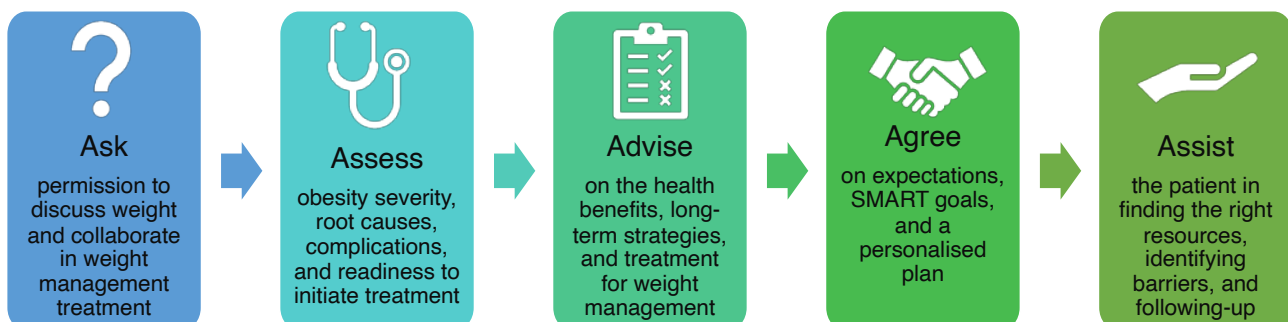 Ask
permission to
discuss weight
and collaborate
in weight
management
treatment
Assess
obesity severity,
root causes,
complications,
and readiness to
initiate treatment
Advise
on the health
benefits, long-
term strategies,
and treatment
for weight
management
Agree
on expectations,
SMART goals,
and a
personalised
plan
Assist
the patient in
finding the right
resources,
identifying
barriers, and
following-up